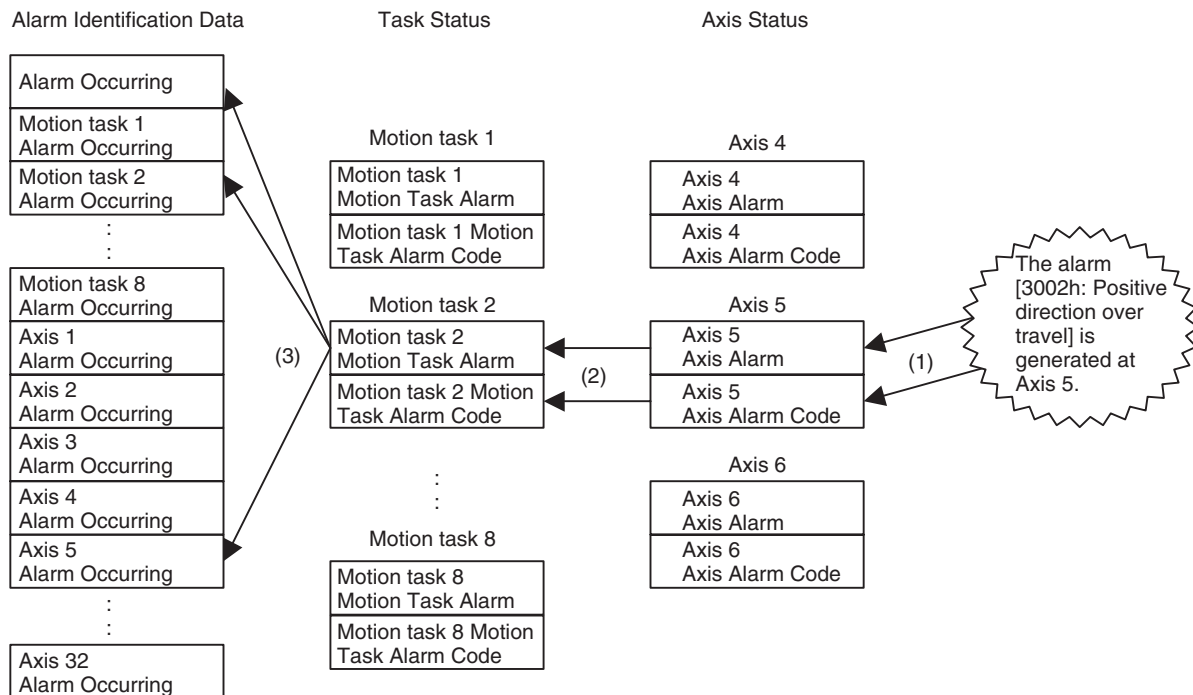 Alarm Identification Data
Task Status
Axis Status
Alarm Occurring
Motion task 1
Alarm Occurring
Motion task 2
Alarm Occurring
:
:
Motion task 8
Alarm Occurring
Axis 1
Alarm Occurring
Axis 2
Alarm Occurring
Axis 3
Alarm Occurring
Axis 4
Alarm Occurring
Axis 5
Alarm Occurring
:
:
Axis 32
Alarm Occurring
(3)
Motion task 1
Motion task 1
Motion Task Alarm
Motion task 1 Motion
Task Alarm Code
Motion task 2
Motion task 2
Motion Task Alarm
Motion task 2 Motion
Task Alarm Code
:
:
Motion task 8
Motion task 8
Motion Task Alarm
Motion task 8 Motion
Task Alarm Code
(2)
Axis 4
Axis 4
Axis Alarm
Axis 4
Axis Alarm Code
Axis 5
Axis 5
Axis Alarm
Axis 5
Axis Alarm Code
Axis 6
Axis 6
Axis Alarm
Axis 6
Axis Alarm Code
(1)
The alarm
[3002h: Positive
direction over
travel] is
generated at
Axis 5.